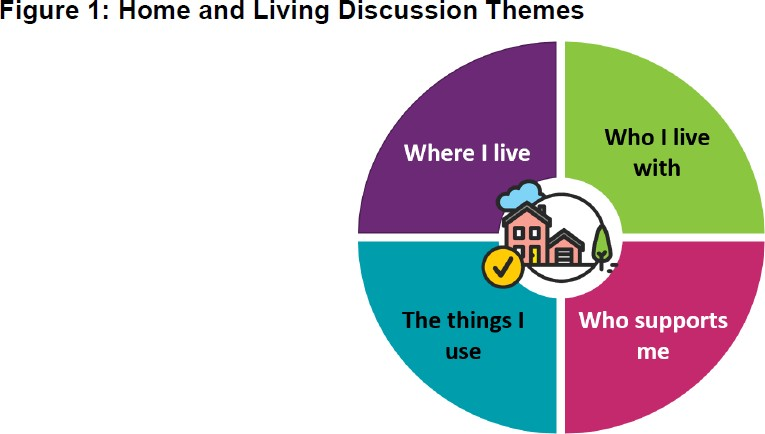 Figure 1: Home and Living Discussion Themes
Where I live
Who I live
with
The things I
use
Who supports
me